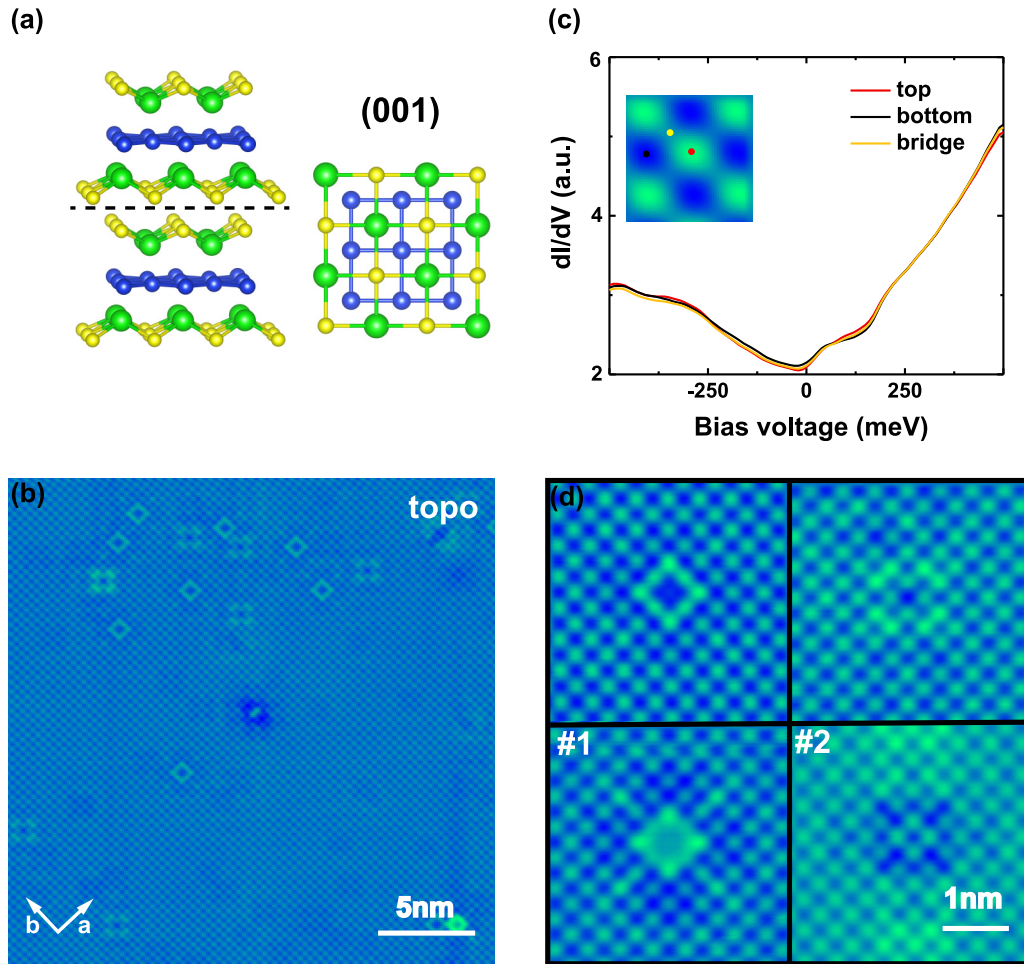 (a)
(001)
(c)
6
4
2
dI/dV (a.u.)
top
bottom
bridge
-250
0
250
Bias voltage (meV)
(b)
topo
b
a
5nm
(d)
#1
#2
1nm